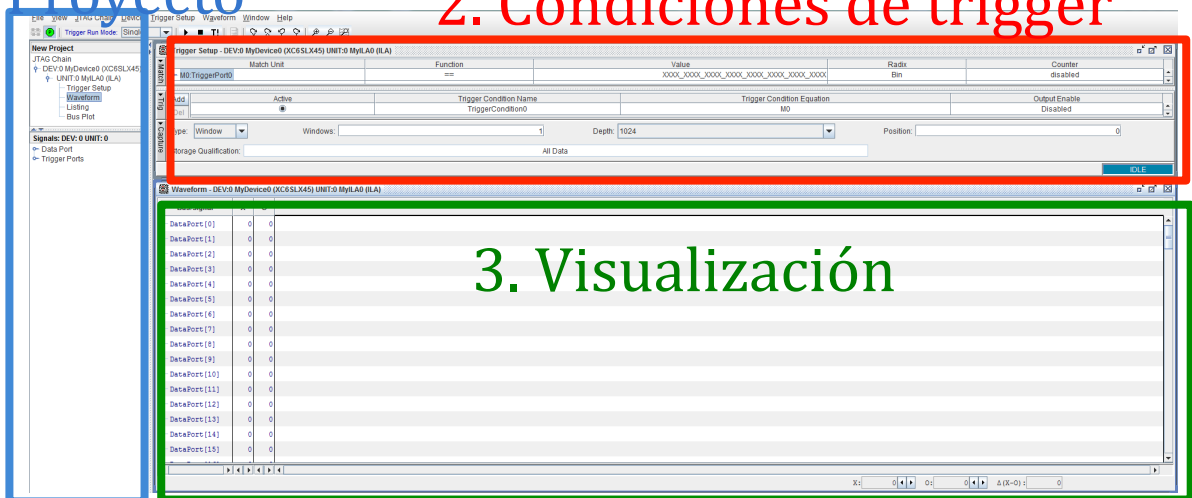 Proyecto
2. Condiciones de trigger
File View JTAG Chain Device Trigger Setup Waveform Window Help
Trigger Run Mode: Single
New Project
JTAG Chain
DEV:0 MyDevice0 (XC6SLX45)
UNIT:0 MyILA0 (ILA)
Trigger Setup
Waveform
Listing
Bus Plot
Signals: DEV: 0 UNIT: 0
Data Port
Trigger Ports
Trigger Setup - DEV:0 MyDevice0 (XC6SLX45) UNIT:0 MyILA0 (ILA)
Match
Match Unit Function Value Radix Counter
M0:TriggerPort0 == XXXX_XXXX_XXXX_XXXX_XXXX_XXXX_XXXX_XXXX Bin disabled
Trig
Add Active Trigger Condition Name Trigger Condition Equation Output Enable
Del TriggerCondition0 M0 Disabled
Capture
Type: Window Windows: 1 Depth: 1024 Position: 0
Storage Qualification: All Data
IDLE
Waveform - DEV:0 MyDevice0 (XC6SLX45) UNIT:0 MyILA0 (ILA)
3. Visualización
DataPort[0] 0 0
DataPort[1] 0 0
DataPort[2] 0 0
DataPort[3] 0 0
DataPort[4] 0 0
DataPort[5] 0 0
DataPort[6] 0 0
DataPort[7] 0 0
DataPort[8] 0 0
DataPort[9] 0 0
DataPort[10] 0 0
DataPort[11] 0 0
DataPort[12] 0 0
DataPort[13] 0 0
DataPort[14] 0 0
DataPort[15] 0 0
X: 0 O: 0 Δ(X-O): 0